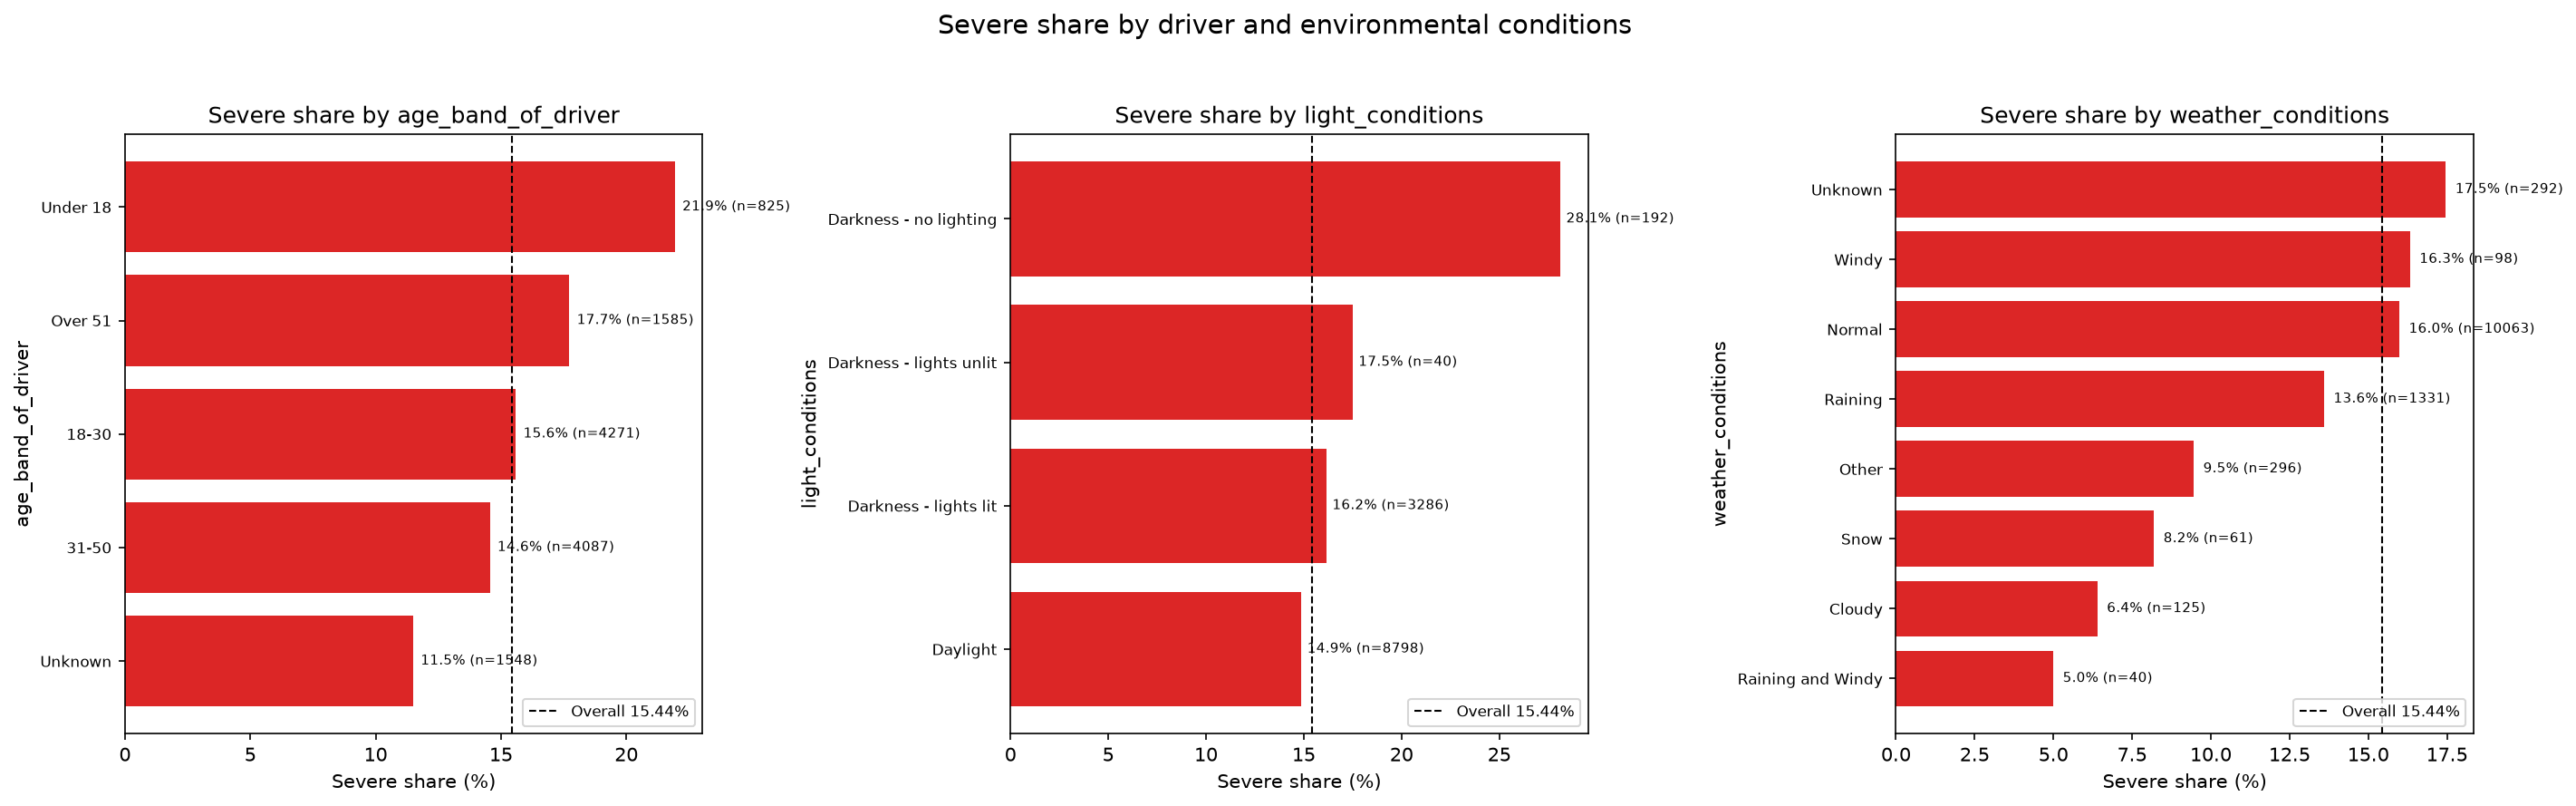 Severe share by driver and environmental conditions
Severe share by age_band_of_driver
age_band_of_driver
Under 18
21.9% (n=825)
Over 51
17.7% (n=1585)
18-30
15.6% (n=4271)
31-50
14.6% (n=4087)
Unknown
11.5% (n=1548)
Overall 15.44%
0 5 10 15 20
Severe share (%)
Severe share by light_conditions
light_conditions
Darkness - no lighting
28.1% (n=192)
Darkness - lights unlit
17.5% (n=40)
Darkness - lights lit
16.2% (n=3286)
Daylight
14.9% (n=8798)
Overall 15.44%
0 5 10 15 20 25
Severe share (%)
Severe share by weather_conditions
weather_conditions
Unknown
17.5% (n=292)
Windy
16.3% (n=98)
Normal
16.0% (n=10063)
Raining
13.6% (n=1331)
Other
9.5% (n=296)
Snow
8.2% (n=61)
Cloudy
6.4% (n=125)
Raining and Windy
5.0% (n=40)
Overall 15.44%
0.0 2.5 5.0 7.5 10.0 12.5 15.0 17.5
Severe share (%)